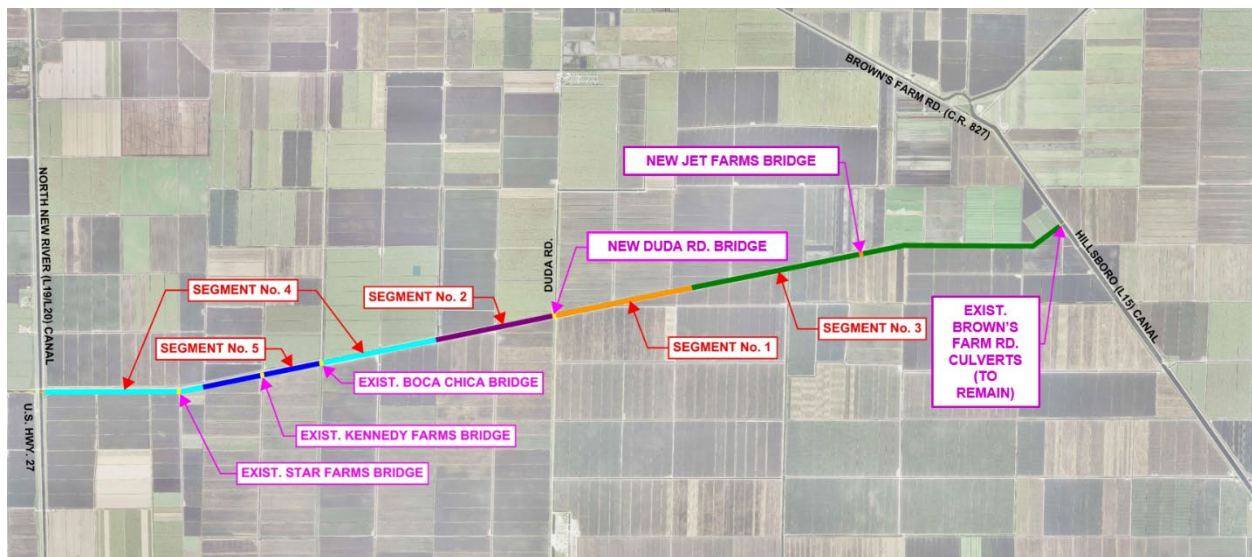 BROWN'S FARM RD. (C.R. 827)
NEW JET FARMS BRIDGE
NORTH NEW RIVER (L19/L20) CANAL
DUDA RD.
NEW DUDA RD. BRIDGE
HILLSBORO (L15) CANAL
SEGMENT No. 4
SEGMENT No. 2
SEGMENT No. 3
EXIST.
BROWN'S
FARM RD.
CULVERTS
(TO
REMAIN)
SEGMENT No. 5
SEGMENT No. 1
EXIST. BOCA CHICA BRIDGE
U.S. HWY. 27
EXIST. KENNEDY FARMS BRIDGE
EXIST. STAR FARMS BRIDGE